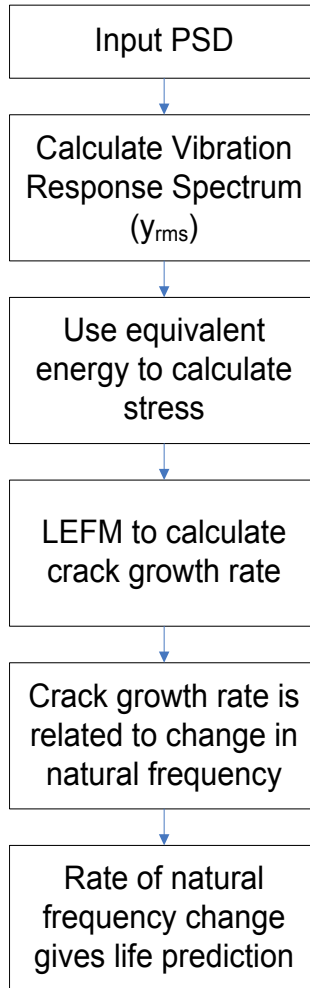 Input PSD
Calculate Vibration
Response Spectrum
(yrms)
Use equivalent
energy to calculate
stress
LEFM to calculate
crack growth rate
Crack growth rate is
related to change in
natural frequency
Rate of natural
frequency change
gives life prediction